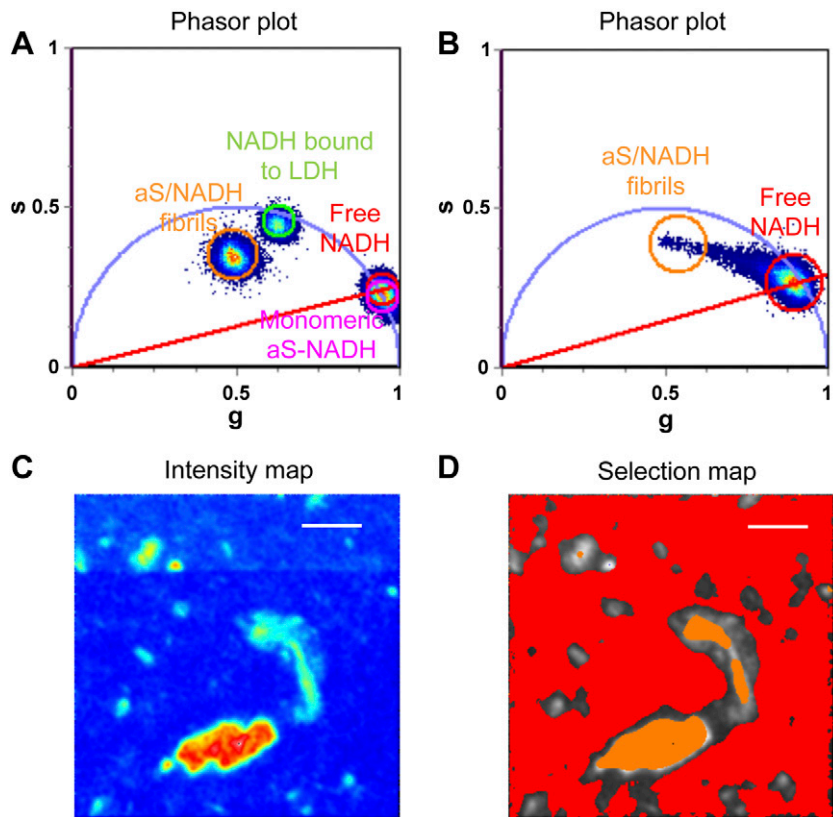 Phasor plot
Phasor plot
A
B
1
1
NADH bound
to LDH
aS/NADH
fibrils
Free
NADH
aS/NADH
fibrils
Free
NADH
s
0.5
s
0.5
Monomeric
aS-NADH
0
0
0
0.5
1
0
0.5
1
g
g
C
Intensity map
D
Selection map